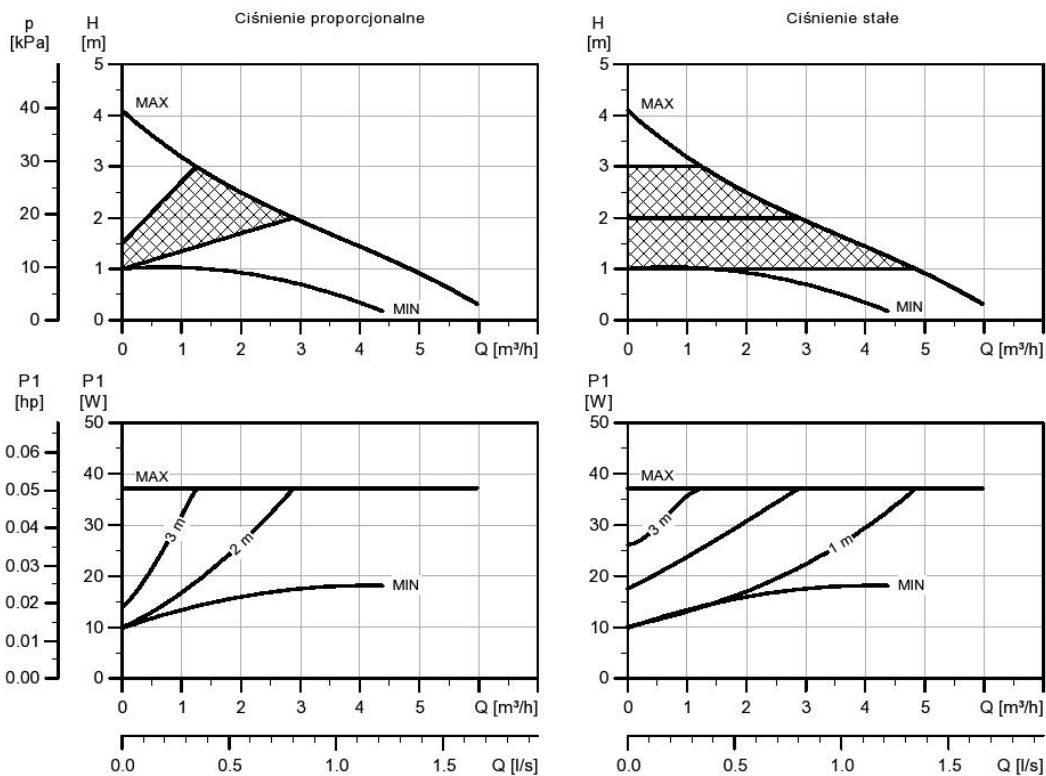 Ciśnienie proporcjonalne
p
[kPa]
H
[m]
5
4
3
2
1
0
40
30
20
10
0
MAX
MIN
0 1 2 3 4 5 Q [m³/h]
Ciśnienie stałe
H
[m]
5
4
3
2
1
0
MAX
MIN
0 1 2 3 4 5 Q [m³/h]
P1
[hp]
P1
[W]
50
40
30
20
10
0
0.06
0.05
0.04
0.03
0.02
0.01
0.00
MAX
3 m
2 m
MIN
0 1 2 3 4 5 Q [m³/h]
0.0 0.5 1.0 1.5 Q [l/s]
P1
[W]
50
40
30
20
10
0
MAX
3 m
1 m
MIN
0 1 2 3 4 5 Q [m³/h]
0.0 0.5 1.0 1.5 Q [l/s]